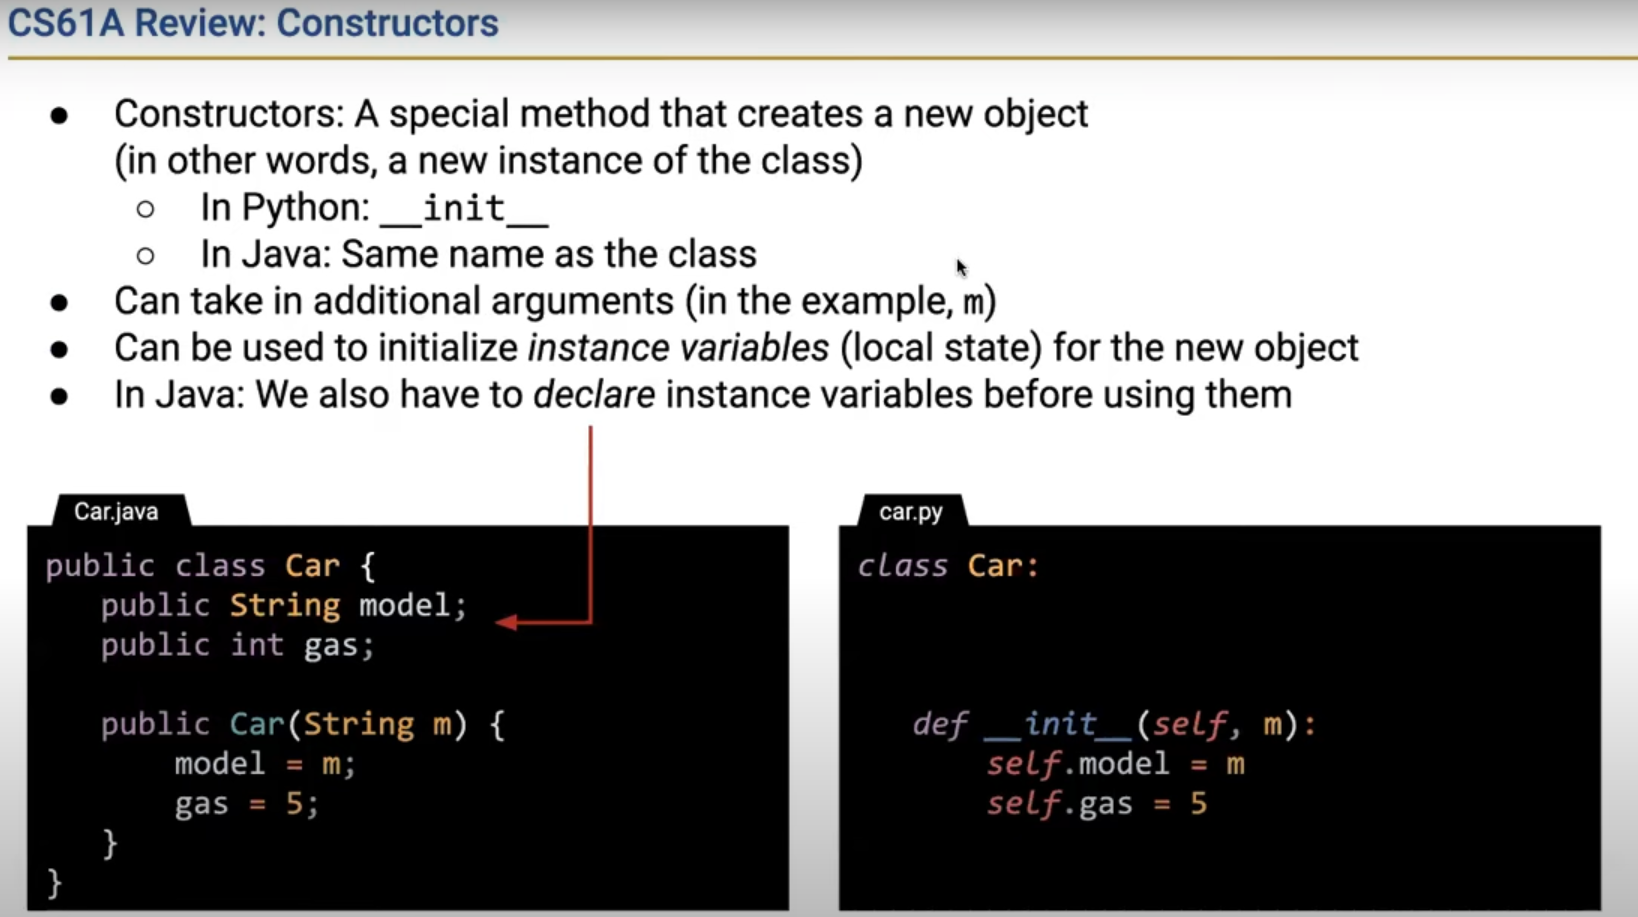 CS61A Review: Constructors
● Constructors: A special method that creates a new object
(in other words, a new instance of the class)
○ In Python: __init__
○ In Java: Same name as the class
● Can take in additional arguments (in the example, m)
● Can be used to initialize instance variables (local state) for the new object
● In Java: We also have to declare instance variables before using them
Car.java
public class Car {
   public String model;
   public int gas;

   public Car(String m) {
       model = m;
       gas = 5;
   }
}
car.py
class Car:

   def __init__(self, m):
       self.model = m
       self.gas = 5